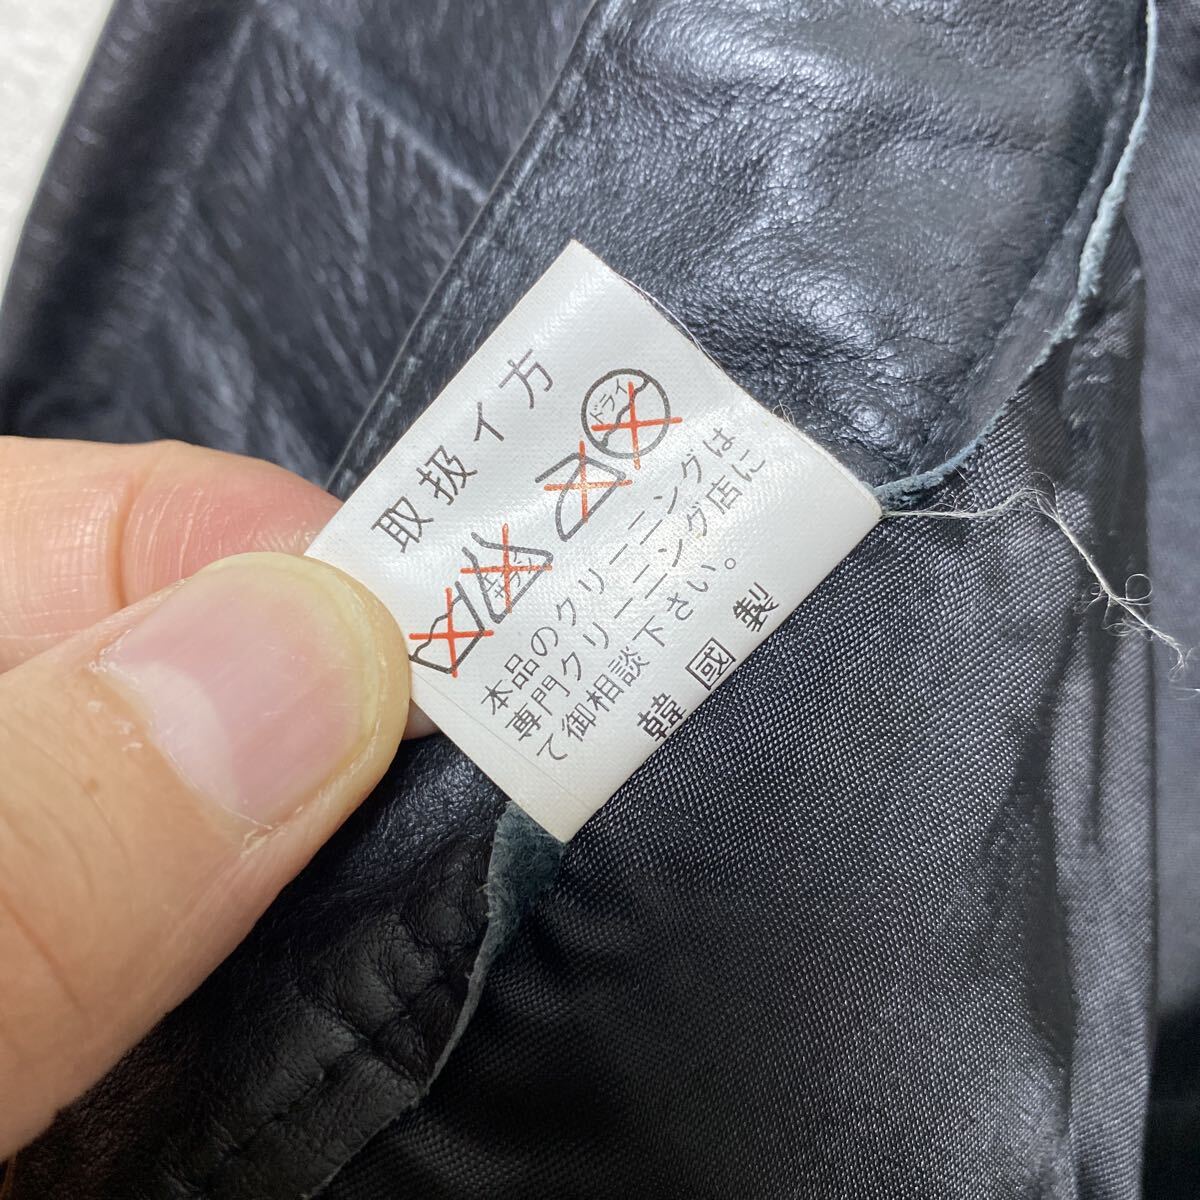 取扱イ方
ドライ
本品のクリーニングは
専門クリーニング店に
て御相談下さい。
韓國製